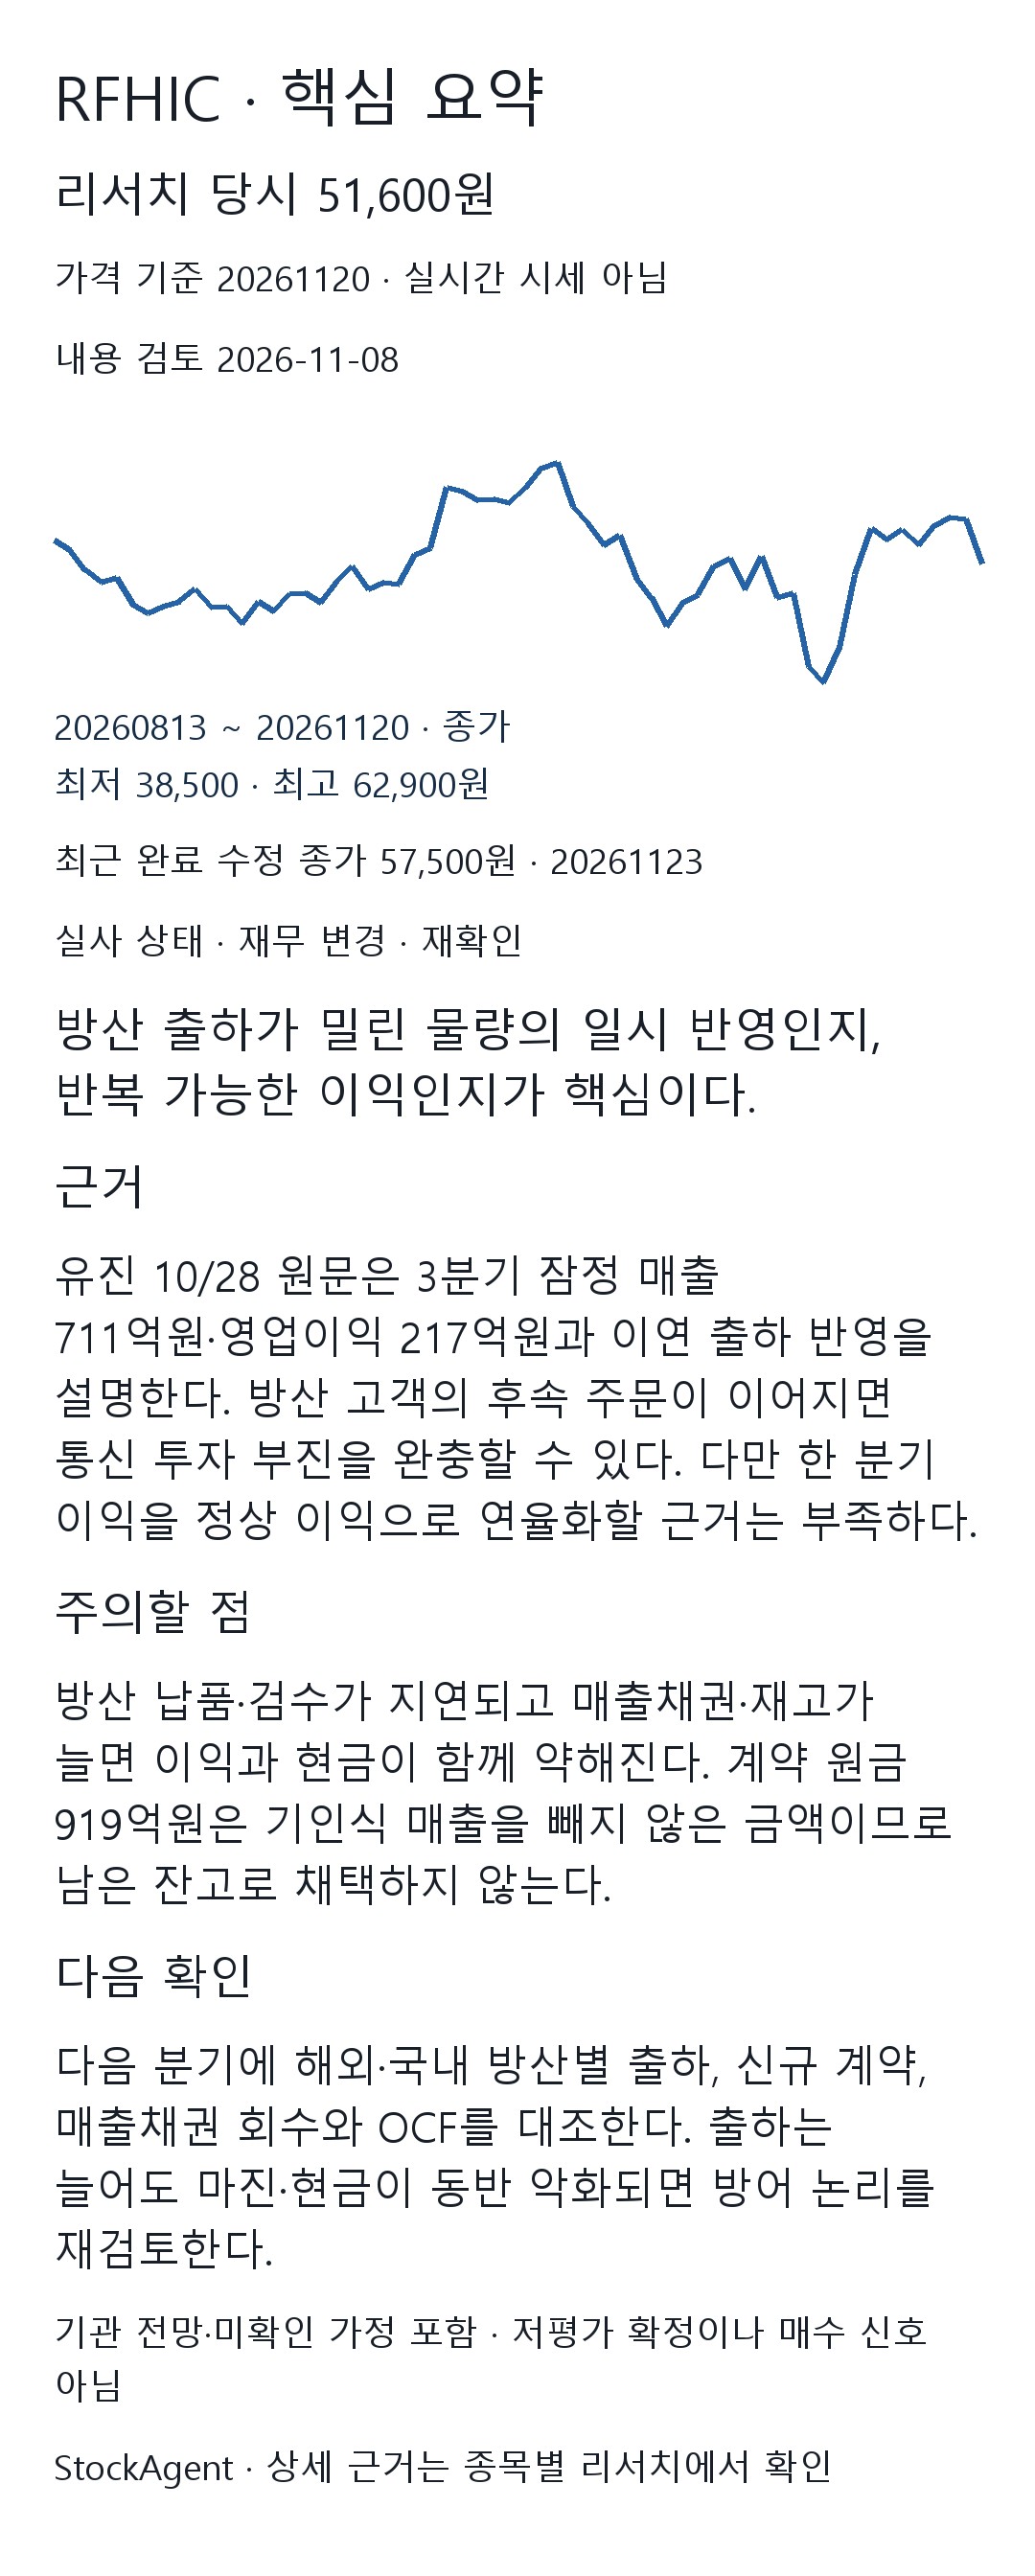 RFHIC · 핵심 요약
리서치 당시 51,600원
가격 기준 20261120 · 실시간 시세 아님
내용 검토 2026-11-08
20260813 ~ 20261120 · 종가
최저 38,500 · 최고 62,900원
최근 완료 수정 종가 57,500원 · 20261123
실사 상태 · 재무 변경 · 재확인
방산 출하가 밀린 물량의 일시 반영인지,
반복 가능한 이익인지가 핵심이다.
근거
유진 10/28 원문은 3분기 잠정 매출
711억원·영업이익 217억원과 이연 출하 반영을
설명한다. 방산 고객의 후속 주문이 이어지면
통신 투자 부진을 완충할 수 있다. 다만 한 분기
이익을 정상 이익으로 연율화할 근거는 부족하다.
주의할 점
방산 납품·검수가 지연되고 매출채권·재고가
늘면 이익과 현금이 함께 약해진다. 계약 원금
919억원은 기인식 매출을 빼지 않은 금액이므로
남은 잔고로 채택하지 않는다.
다음 확인
다음 분기에 해외·국내 방산별 출하, 신규 계약,
매출채권 회수와 OCF를 대조한다. 출하는
늘어도 마진·현금이 동반 악화되면 방어 논리를
재검토한다.
기관 전망·미확인 가정 포함 · 저평가 확정이나 매수 신호
아님
StockAgent · 상세 근거는 종목별 리서치에서 확인